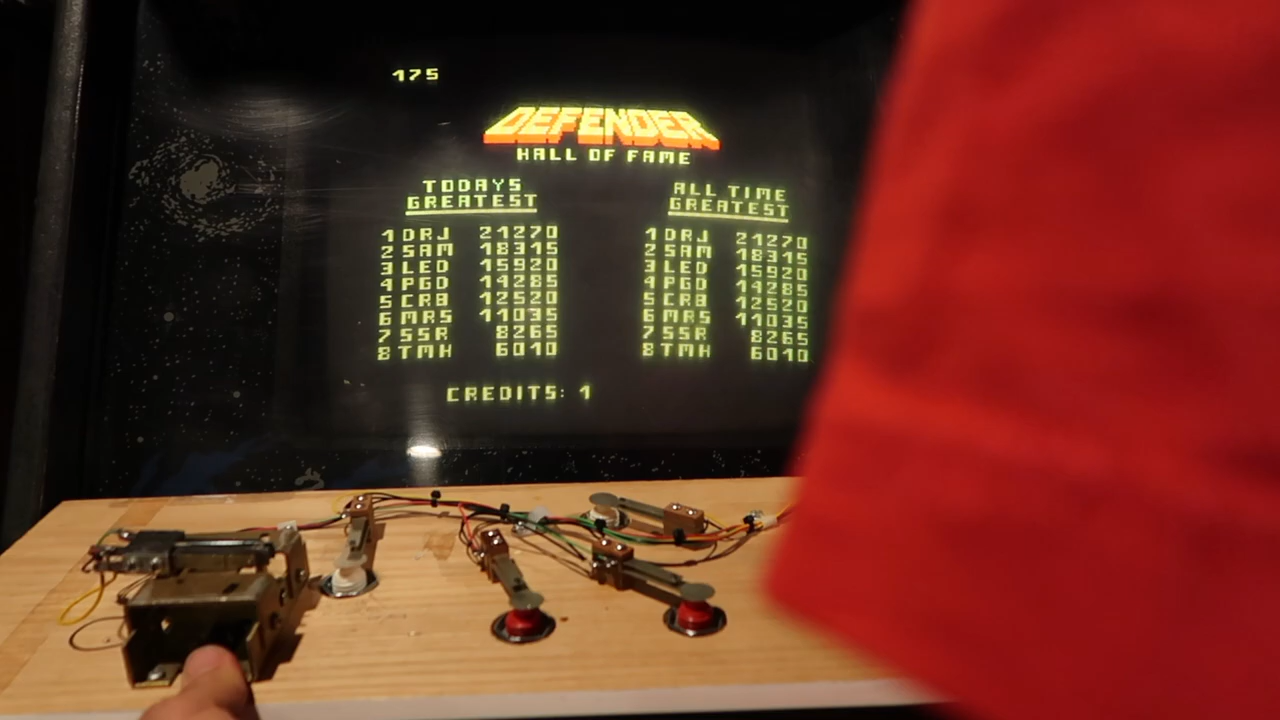 175
DEFENDER
HALL OF FAME
TODAYS
GREATEST
1 DRJ 21270
2 SAM 18315
3 LED 15920
4 PGD 14285
5 CRB 12520
6 MRS 11035
7 SSR 8265
8 TMH 6010
ALL TIME
GREATEST
1 DRJ 21270
2 SAM 18315
3 LED 15920
4 PGD 14285
5 CRB 12520
6 MRS 11035
7 SSR 8265
8 TMH 6010
CREDITS: 1